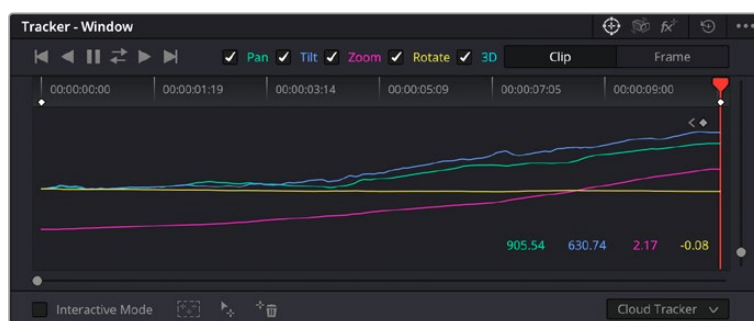 Tracker - Window
Pan Tilt Zoom Rotate 3D Clip Frame
00:00:00:00 00:00:01:19 00:00:03:14 00:00:05:09 00:00:07:05 00:00:09:00
905.54 630.74 2.17 -0.08
Interactive Mode Cloud Tracker